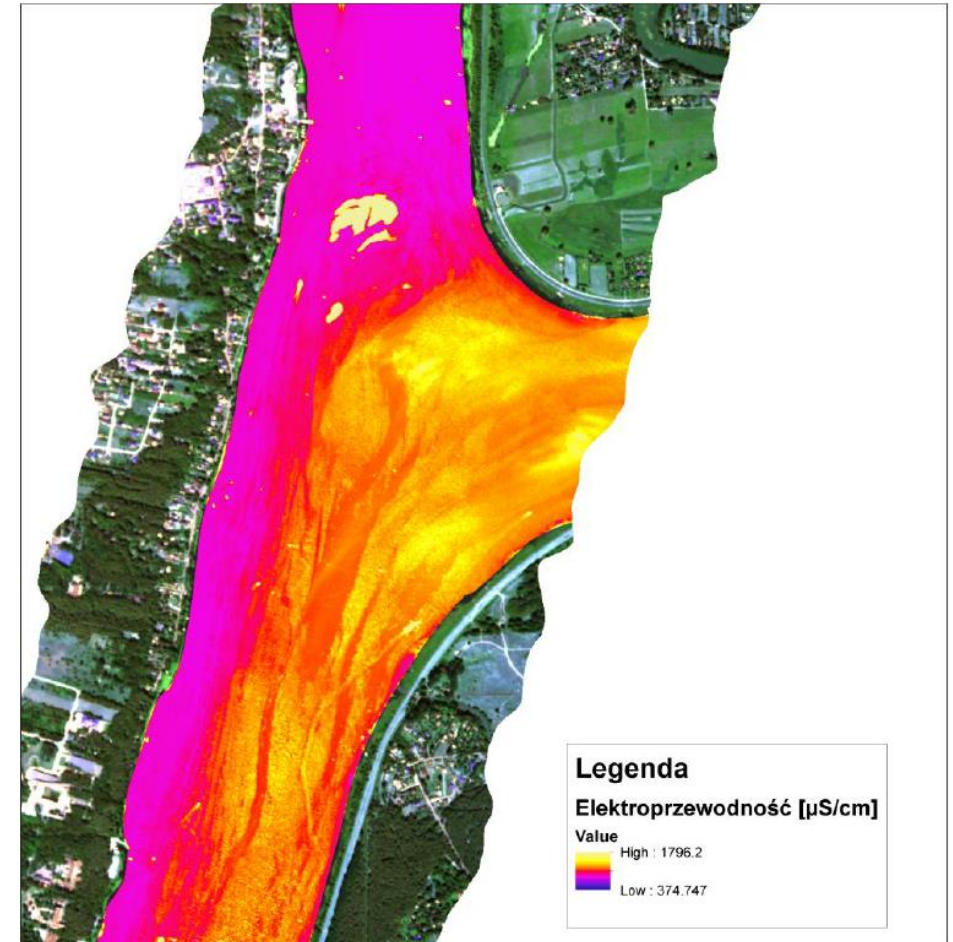 Legenda
Elektroprzewodność [µS/cm]
Value
High : 1796.2
Low : 374.747